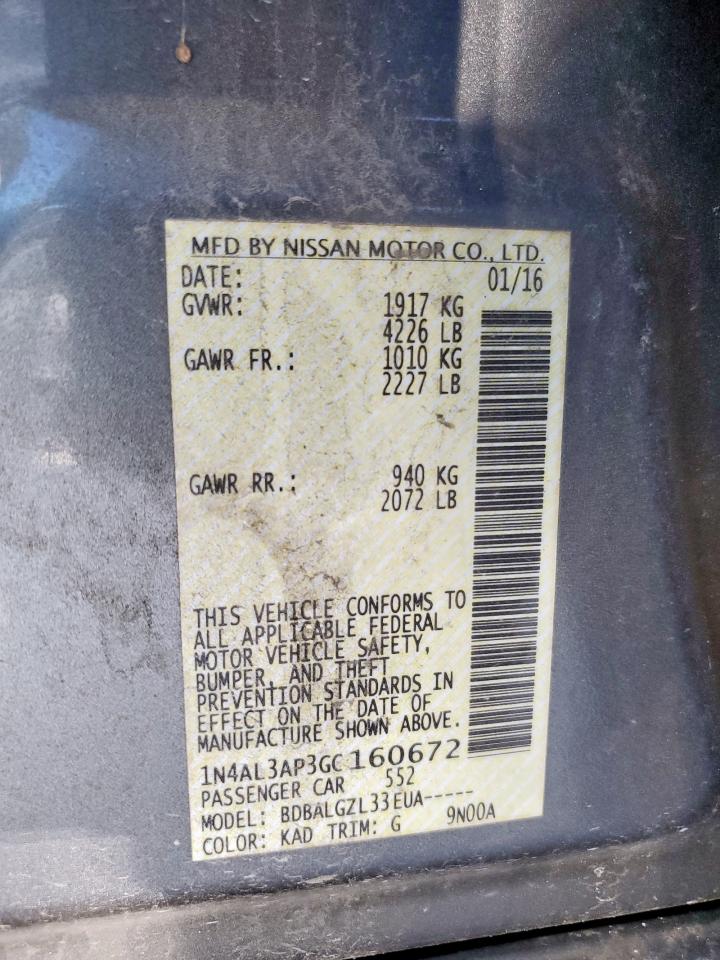 MFD BY NISSAN MOTOR CO., LTD.
DATE: 01/16
GVWR: 1917 KG
4226 LB
GAWR FR.: 1010 KG
2227 LB
GAWR RR.: 940 KG
2072 LB
THIS VEHICLE CONFORMS TO
ALL APPLICABLE FEDERAL
MOTOR VEHICLE SAFETY,
BUMPER, AND THEFT
PREVENTION STANDARDS IN
EFFECT ON THE DATE OF
MANUFACTURE SHOWN ABOVE.
1N4AL3AP3GC160672
PASSENGER CAR 552
MODEL: BDBALGZL33EUA-----
COLOR: KAD TRIM: G 9N00A